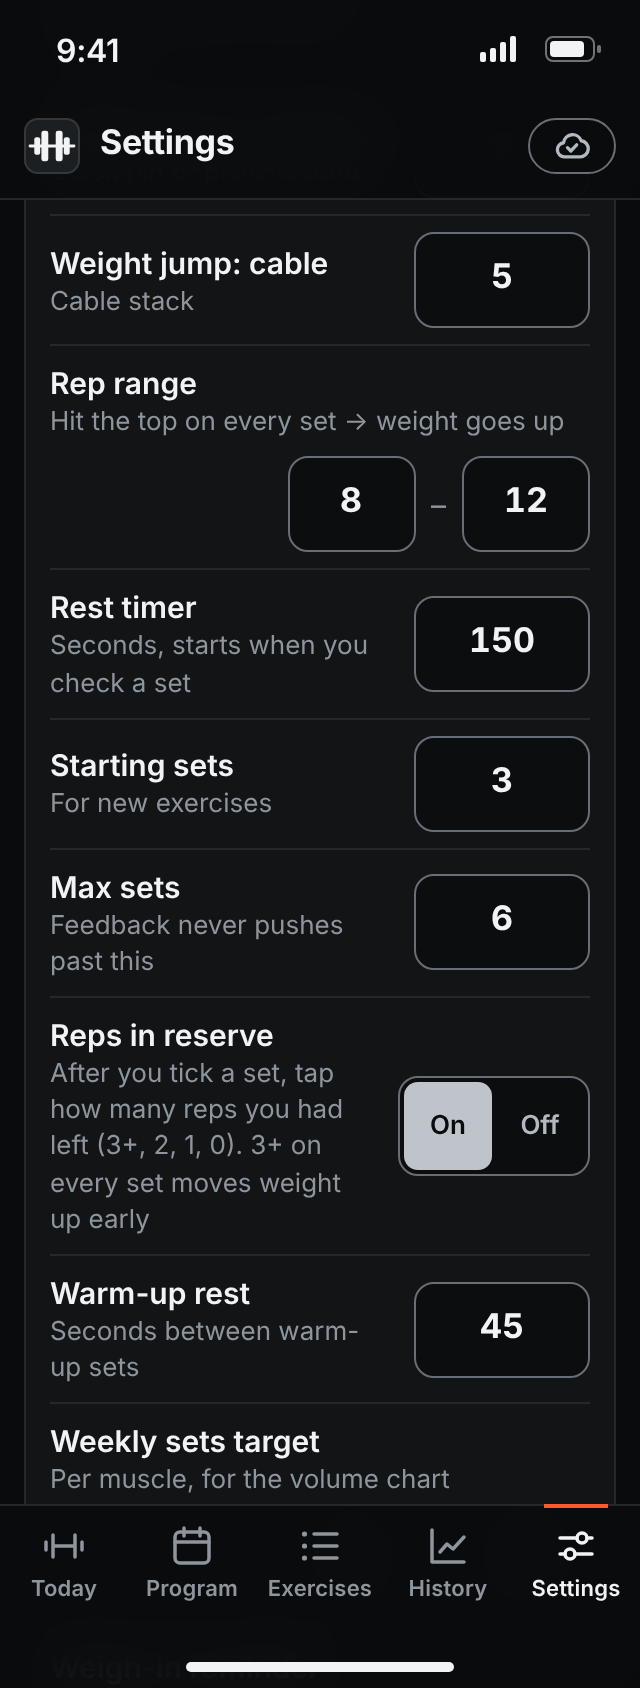 9:41
Settings
Weight jump: cable
Cable stack
5
Rep range
Hit the top on every set → weight goes up
8 – 12
Rest timer
Seconds, starts when you
check a set
150
Starting sets
For new exercises
3
Max sets
Feedback never pushes
past this
6
Reps in reserve
After you tick a set, tap
how many reps you had
left (3+, 2, 1, 0). 3+ on
every set moves weight
up early
On Off
Warm-up rest
Seconds between warm-
up sets
45
Weekly sets target
Per muscle, for the volume chart
Today Program Exercises History Settings
Weigh-in reminder